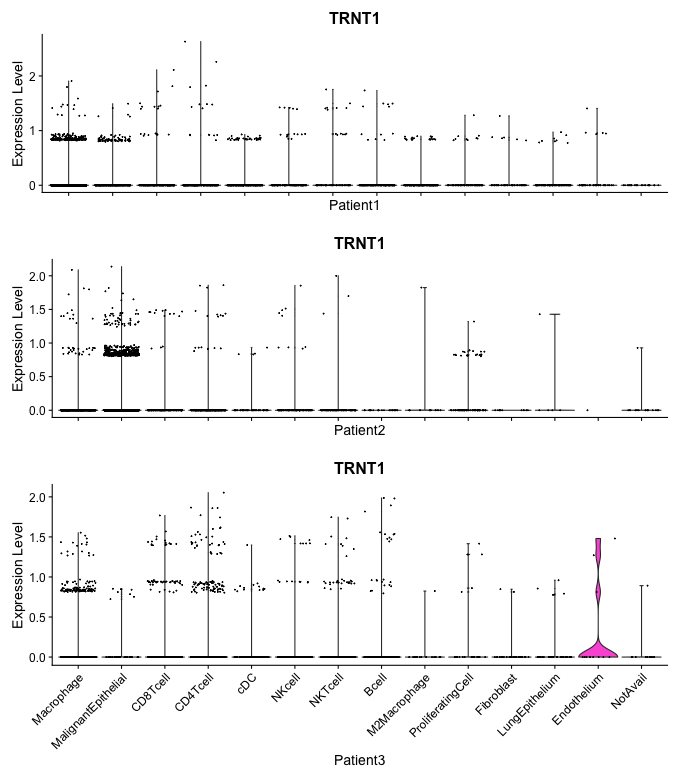 TRNT1
Expression Level
2
1
0
Patient1
TRNT1
Expression Level
2.0
1.5
1.0
0.5
0.0
Patient2
TRNT1
Expression Level
2.0
1.5
1.0
0.5
0.0
Macrophage
MalignantEpithelial
CD8Tcell
CD4Tcell
cDC
NKcell
NKTcell
Bcell
M2Macrophage
ProliferatingCell
Fibroblast
LungEpithelium
Endothelium
NotAvail
Patient3